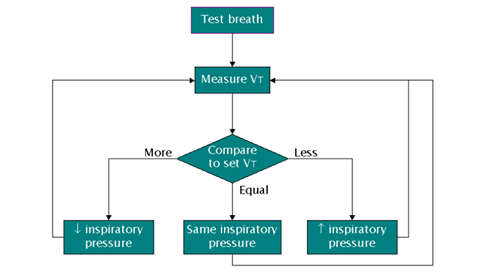 Test breath
Measure VT
Compare
to set VT
More
Less
Equal
↓ inspiratory
pressure
Same inspiratory
pressure
↑ inspiratory
pressure